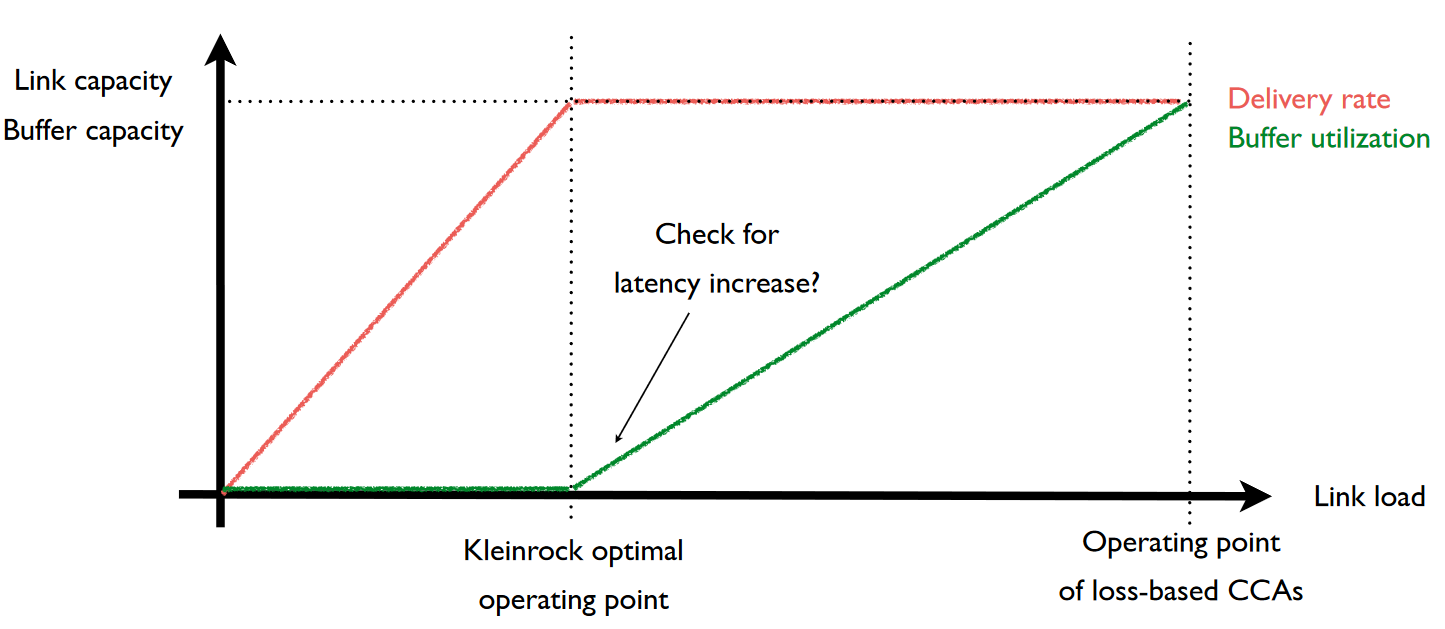 Link capacity
Buffer capacity
Delivery rate
Buffer utilization
Check for
latency increase?
Link load
Kleinrock optimal
operating point
Operating point
of loss-based CCAs